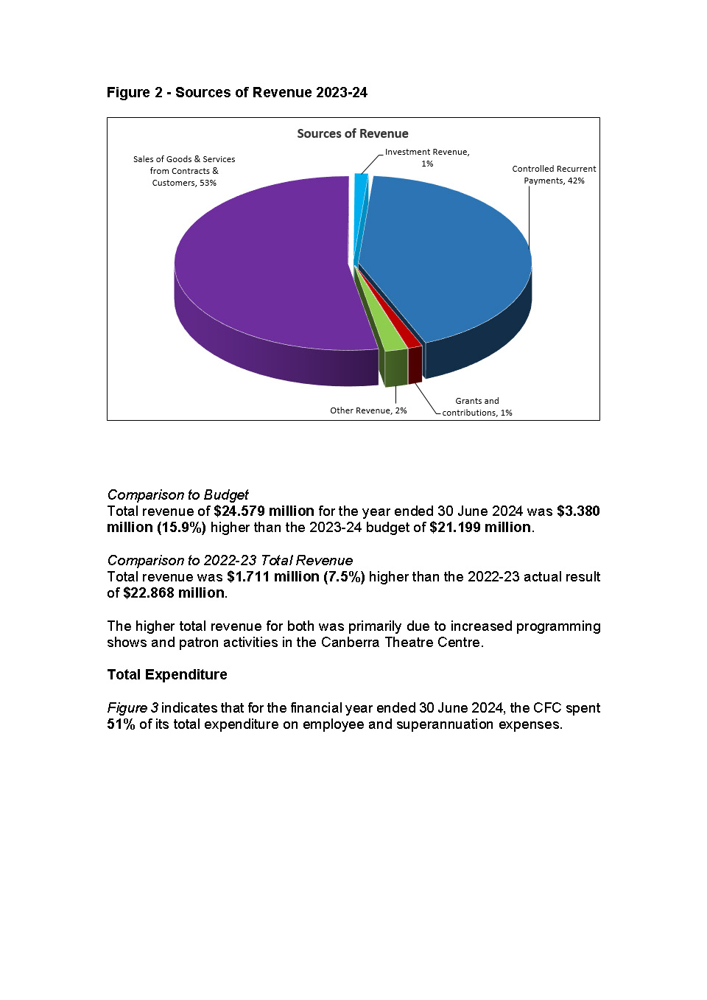 Figure 2 - Sources of Revenue 2023-24
Sources of Revenue
Sales of Goods & Services
from Contracts &
Customers, 53%
Investment Revenue,
1%
Controlled Recurrent
Payments, 42%
Other Revenue, 2%
Grants and
contributions, 1%
Comparison to Budget
Total revenue of $24.579 million for the year ended 30 June 2024 was $3.380
million (15.9%) higher than the 2023-24 budget of $21.199 million.
Comparison to 2022-23 Total Revenue
Total revenue was $1.711 million (7.5%) higher than the 2022-23 actual result
of $22.868 million.
The higher total revenue for both was primarily due to increased programming
shows and patron activities in the Canberra Theatre Centre.
Total Expenditure
Figure 3 indicates that for the financial year ended 30 June 2024, the CFC spent
51% of its total expenditure on employee and superannuation expenses.